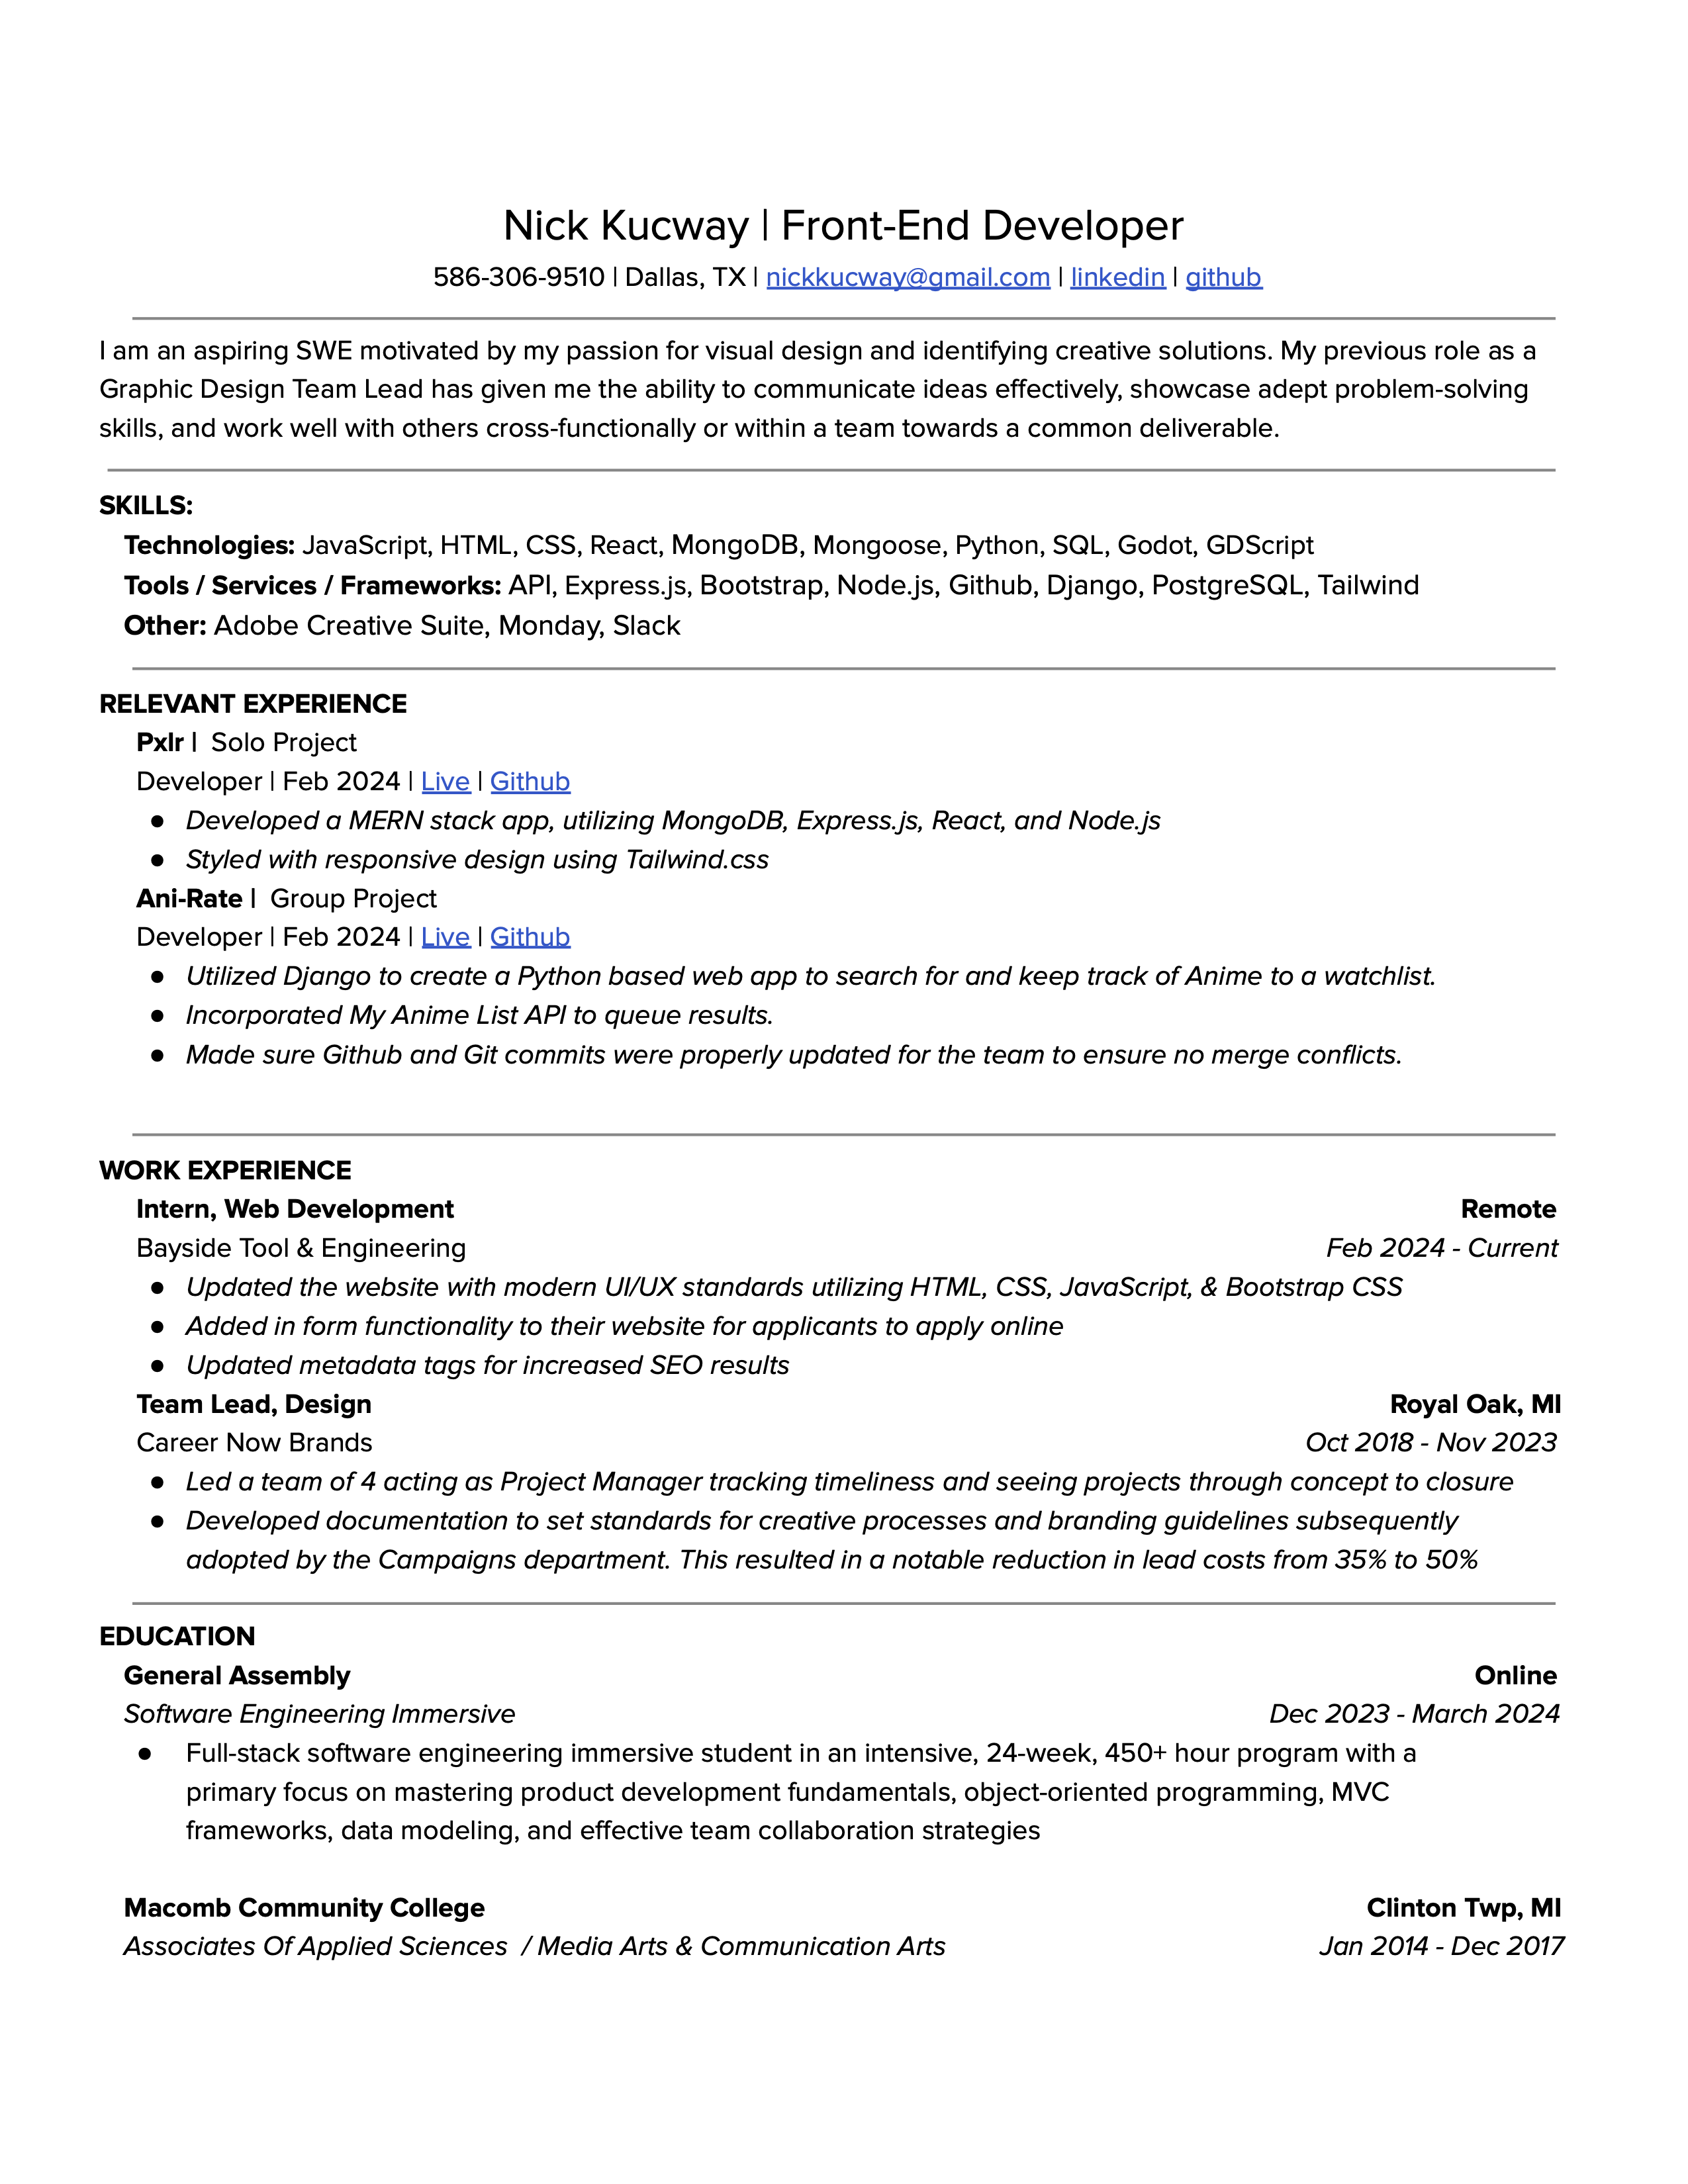 Nick Kucway | Front-End Developer
586-306-9510 | Dallas, TX | nickkucway@gmail.com | linkedin | github
I am an aspiring SWE motivated by my passion for visual design and identifying creative solutions. My previous role as a
Graphic Design Team Lead has given me the ability to communicate ideas effectively, showcase adept problem-solving
skills, and work well with others cross-functionally or within a team towards a common deliverable.
SKILLS:
Technologies: JavaScript, HTML, CSS, React, MongoDB, Mongoose, Python, SQL, Godot, GDScript
Tools / Services / Frameworks: API, Express.js, Bootstrap, Node.js, Github, Django, PostgreSQL, Tailwind
Other: Adobe Creative Suite, Monday, Slack
RELEVANT EXPERIENCE
Pxlr | Solo Project
Developer | Feb 2024 | Live | Github
● Developed a MERN stack app, utilizing MongoDB, Express.js, React, and Node.js
● Styled with responsive design using Tailwind.css
Ani-Rate | Group Project
Developer | Feb 2024 | Live | Github
● Utilized Django to create a Python based web app to search for and keep track of Anime to a watchlist.
● Incorporated My Anime List API to queue results.
● Made sure Github and Git commits were properly updated for the team to ensure no merge conflicts.
WORK EXPERIENCE
Intern, Web Development Remote
Bayside Tool & Engineering Feb 2024 - Current
● Updated the website with modern UI/UX standards utilizing HTML, CSS, JavaScript, & Bootstrap CSS
● Added in form functionality to their website for applicants to apply online
● Updated metadata tags for increased SEO results
Team Lead, Design Royal Oak, MI
Career Now Brands Oct 2018 - Nov 2023
● Led a team of 4 acting as Project Manager tracking timeliness and seeing projects through concept to closure
● Developed documentation to set standards for creative processes and branding guidelines subsequently
adopted by the Campaigns department. This resulted in a notable reduction in lead costs from 35% to 50%
EDUCATION
General Assembly Online
Software Engineering Immersive Dec 2023 - March 2024
● Full-stack software engineering immersive student in an intensive, 24-week, 450+ hour program with a
primary focus on mastering product development fundamentals, object-oriented programming, MVC
frameworks, data modeling, and effective team collaboration strategies
Macomb Community College Clinton Twp, MI
Associates Of Applied Sciences / Media Arts & Communication Arts Jan 2014 - Dec 2017